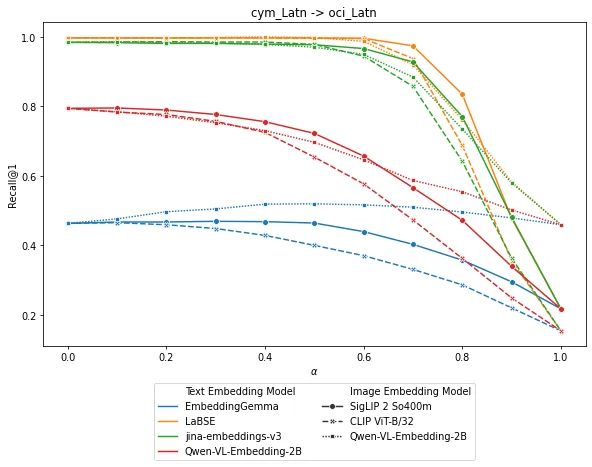 cym_Latn -> oci_Latn
Recall@1
1.0
0.8
0.6
0.4
0.2
0.0 0.2 0.4 0.6 0.8 1.0
α
Text Embedding Model
EmbeddingGemma
LaBSE
jina-embeddings-v3
Qwen-VL-Embedding-2B
Image Embedding Model
SigLIP 2 So400m
CLIP ViT-B/32
Qwen-VL-Embedding-2B